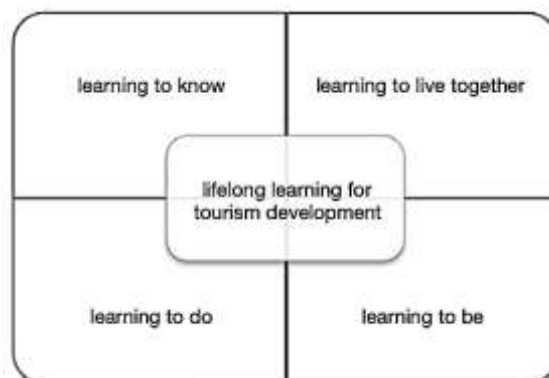 learning to know
learning to live together
lifelong learning for
tourism development
learning to do
learning to be